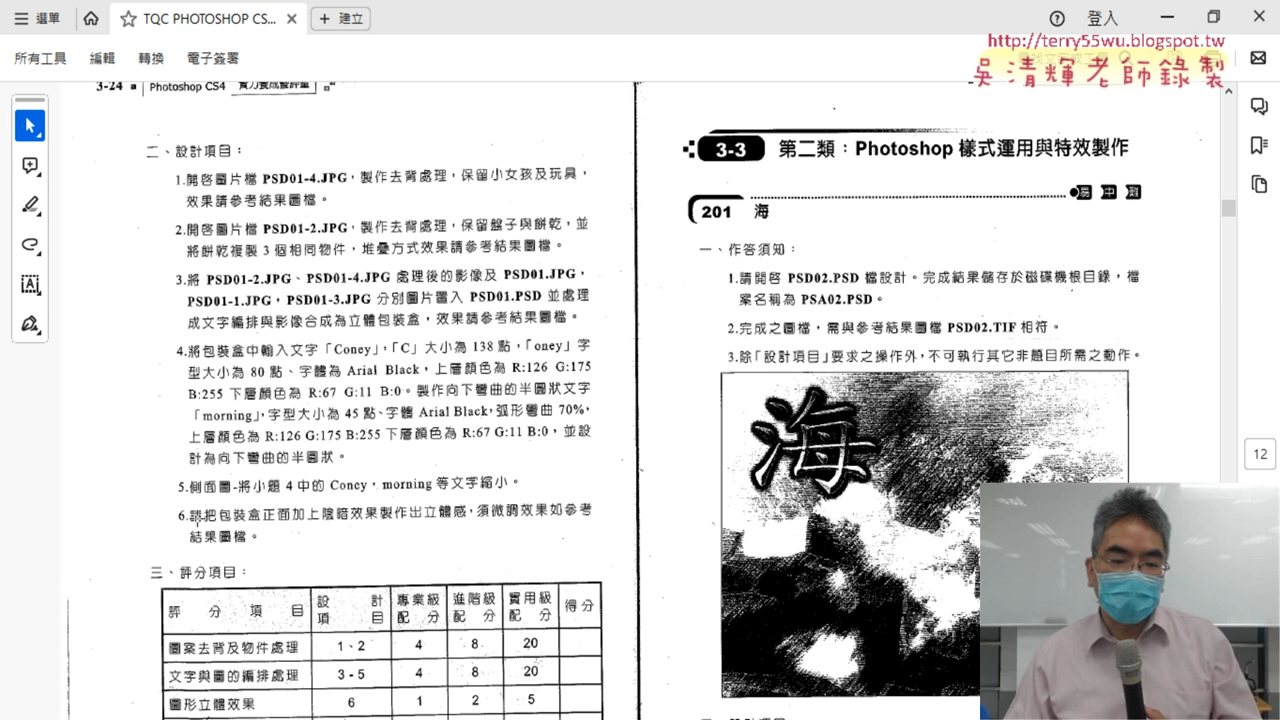 選單
TQC PHOTOSHOP CS...
建立
登入
http://terry55wu.blogspot.tw
吳清輝老師錄製
所有工具 編輯 轉換 電子簽署
3-24 Photoshop CS4 實力養成暨評量
二、設計項目：
1.開啓圖片檔 PSD01-4.JPG，製作去背處理，保留小女孩及玩具，
效果請參考結果圖檔。
2.開啓圖片檔 PSD01-2.JPG，製作去背處理，保留盤子與餅乾，並
將餅乾複製 3 個相同物件，堆疊方式效果請參考結果圖檔。
3.將 PSD01-2.JPG、PSD01-4.JPG 處理後的影像及 PSD01.JPG，
PSD01-1.JPG，PSD01-3.JPG 分別圖片置入 PSD01.PSD 並處理
成文字編排與影像合成為立體包裝盒，效果請參考結果圖檔。
4.將包裝盒中輸入文字「Coney」，「C」大小為 138 點，「oney」字
型大小為 80 點、字體為 Arial Black，上層顏色為 R:126 G:175
B:255 下層顏色為 R:67 G:11 B:0。製作向下彎曲的半圓狀文字
「morning」，字型大小為 45 點、字體 Arial Black，弧形彎曲 70%，
上層顏色為 R:126 G:175 B:255 下層顏色為 R:67 G:11 B:0，並設
計為向下彎曲的半圓狀。
5.側面圖-將小題 4 中的 Coney，morning 等文字縮小。
6.請把包裝盒正面加上陰暗效果製作出立體感，須微調效果如參考
結果圖檔。
三、評分項目：
評分項目 設計項目 專業級配分 進階級配分 實用級配分 得分
圖案去背及物件處理 1、2 4 8 20
文字與圖的編排處理 3 - 5 4 8 20
圖形立體效果 6 1 2 5
3-3 第二類：Photoshop 樣式運用與特效製作
201 海
易 中 難
一、作答須知：
1.請開啓 PSD02.PSD 檔設計。完成結果儲存於磁碟機根目錄，檔
案名稱為 PSA02.PSD。
2.完成之圖檔，需與參考結果圖檔 PSD02.TIF 相符。
3.除「設計項目」要求之操作外，不可執行其它非題目所需之動作。
海
12